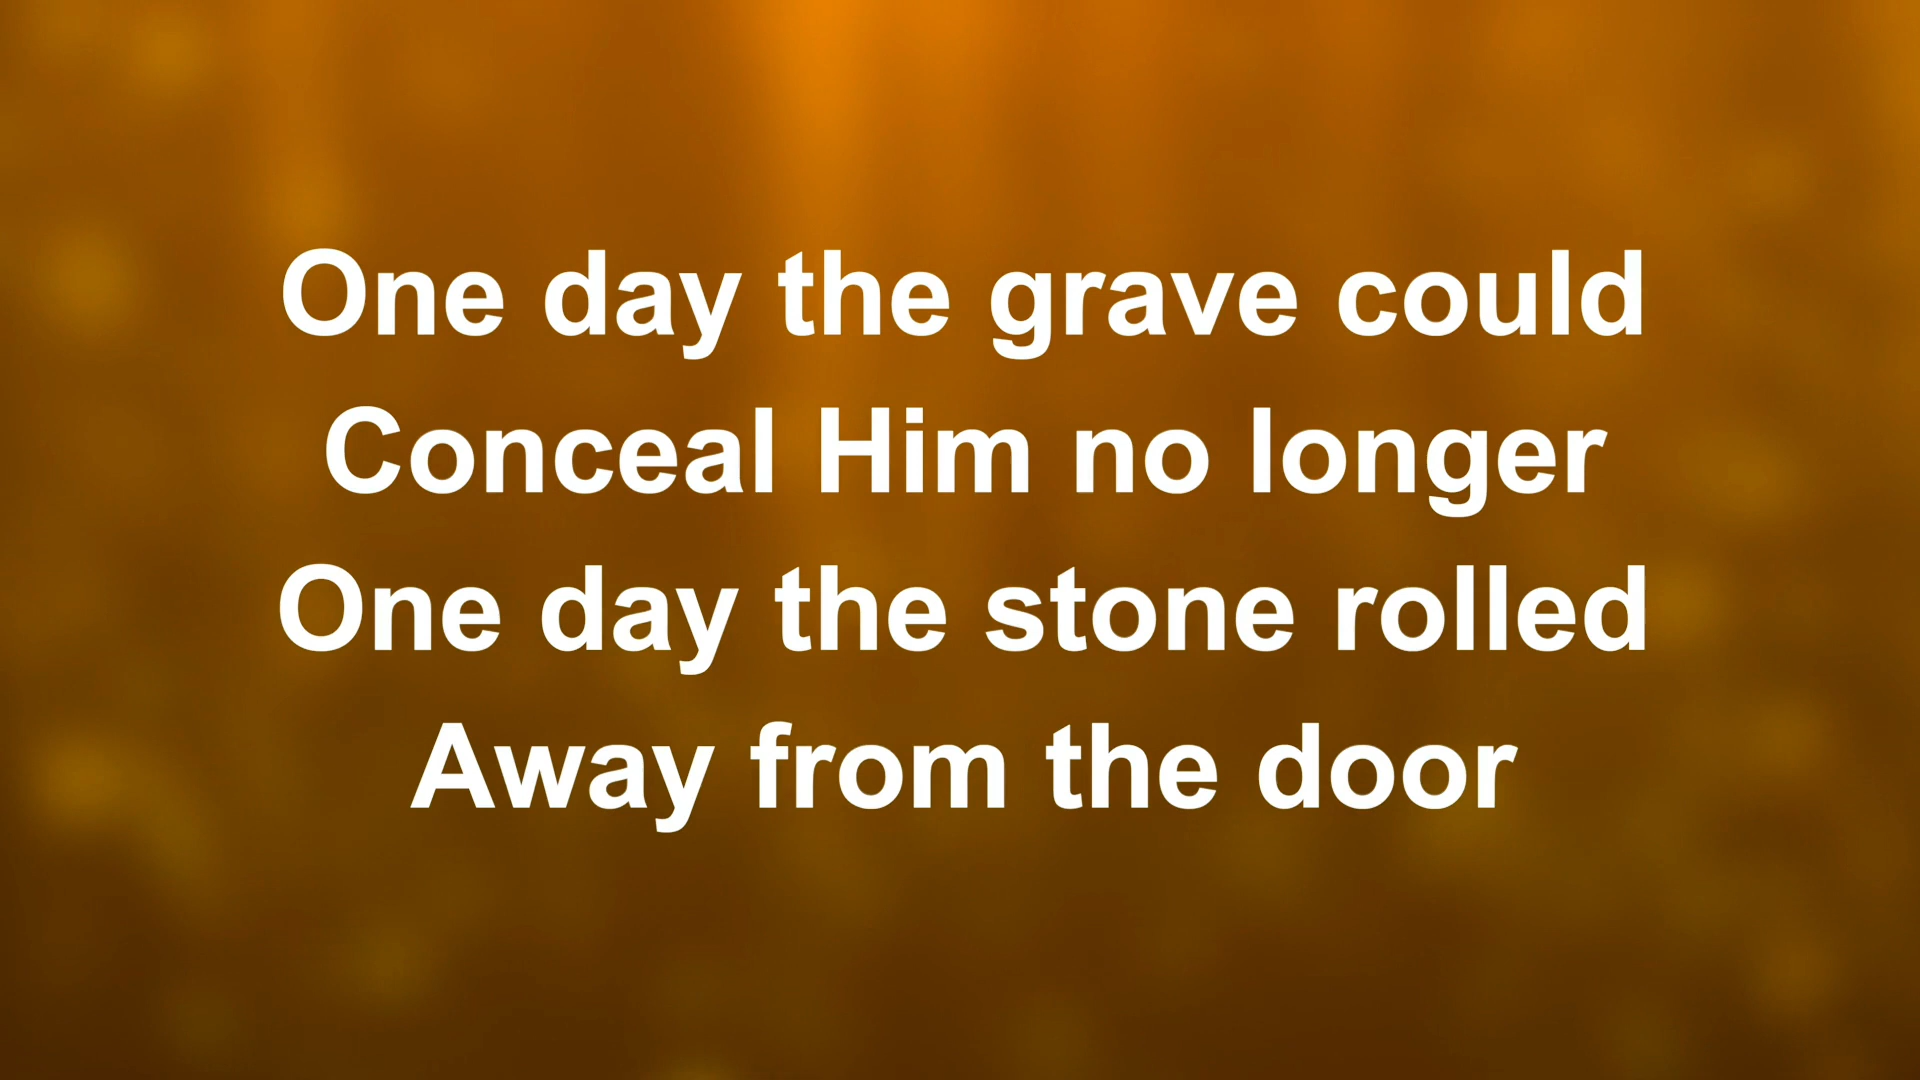 One day the grave could
Conceal Him no longer
One day the stone rolled
Away from the door